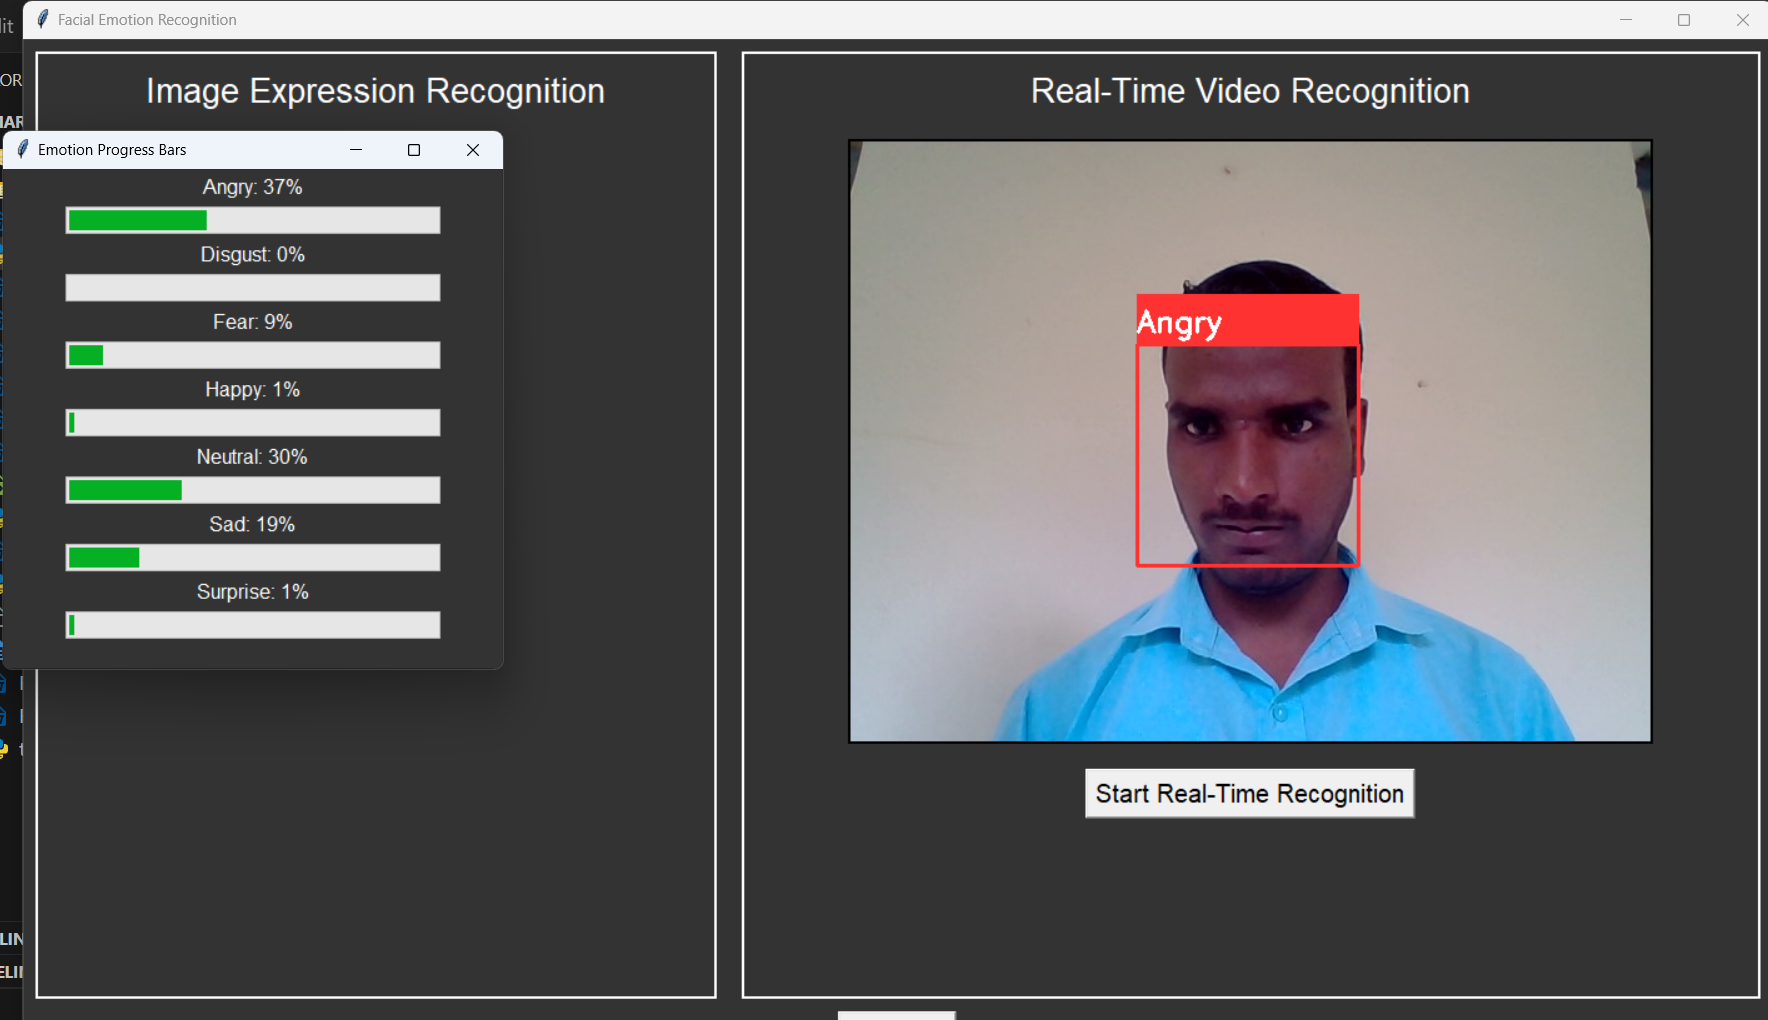 Facial Emotion Recognition
Image Expression Recognition
Emotion Progress Bars
Angry: 37%
Disgust: 0%
Fear: 9%
Happy: 1%
Neutral: 30%
Sad: 19%
Surprise: 1%
Real-Time Video Recognition
Angry
Start Real-Time Recognition